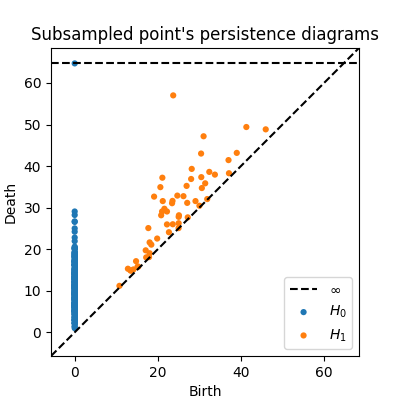 Subsampled point's persistence diagrams
Death
60
50
40
30
20
10
0
∞
H₀
H₁
0 20 40 60
Birth